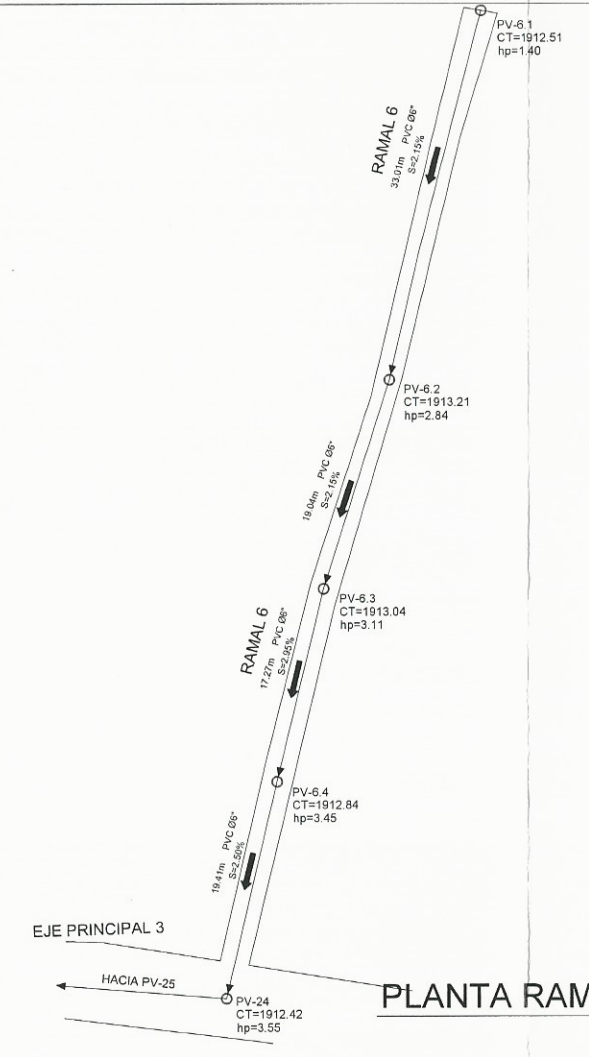 PV-6.1
CT=1912.51
hp=1.40
RAMAL 6
33.01m PVC Ø6"
S=2.15%
PV-6.2
CT=1913.21
hp=2.84
19.04m PVC Ø6"
S=2.15%
PV-6.3
CT=1913.04
hp=3.11
RAMAL 6
17.27m PVC Ø6"
S=2.95%
PV-6.4
CT=1912.84
hp=3.45
19.41m PVC Ø6"
S=2.50%
EJE PRINCIPAL 3
HACIA PV-25
PV-24
CT=1912.42
hp=3.55
PLANTA RAM